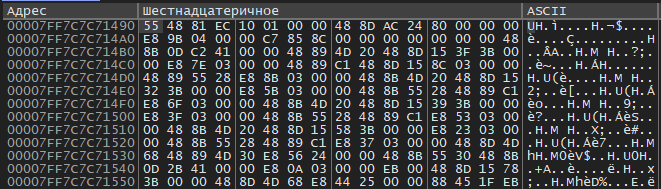 Адрес Шестнадцатеричное ASCII
00007FF7C7C71490 55 48 81 EC 10 01 00 00 48 8D AC 24 80 00 00 00 UH.ì....H.¬$....
00007FF7C7C714A0 E8 9B 04 00 00 C7 85 8C 00 00 00 00 00 00 00 48 è....Ç.........H
00007FF7C7C714B0 8B 0D C2 41 00 00 48 89 4D 20 48 8D 15 3F 3B 00 ..ÂA..H.M H..?;.
00007FF7C7C714C0 00 E8 7E 03 00 00 48 89 C1 48 8D 15 8C 03 00 00 .è~...H.ÁH......
00007FF7C7C714D0 48 89 55 28 E8 B8 03 00 00 48 8B 4D 20 48 8D 15 H.U(è¸...H.M H..
00007FF7C7C714E0 32 3B 00 00 E8 5B 03 00 00 48 8B 55 28 48 89 C1 2;..è[...H.U(H.Á
00007FF7C7C714F0 E8 6F 03 00 00 48 8B 4D 20 48 8D 15 39 3B 00 00 èo...H.M H..9;..
00007FF7C7C71500 E8 3F 03 00 00 48 8B 55 28 48 89 C1 E8 53 03 00 è?...H.U(H.ÁèS..
00007FF7C7C71510 00 48 8B 4D 20 48 8D 15 58 3B 00 00 E8 23 03 00 .H.M H..X;..è#..
00007FF7C7C71520 00 48 8B 55 28 48 89 C1 E8 37 03 00 00 48 8D 4D .H.U(H.Áè7...H.M
00007FF7C7C71530 68 48 89 4D 30 E8 56 24 00 00 48 8B 55 30 48 8B hH.M0èV$..H.U0H.
00007FF7C7C71540 0D 2B 41 00 00 E8 A0 03 00 00 EB 00 48 8D 15 78 .+A..è ...ë.H..x
00007FF7C7C71550 3B 00 00 48 8D 4D 68 E8 44 25 00 00 88 45 1F EB ;..H.MhèD%...E.ë